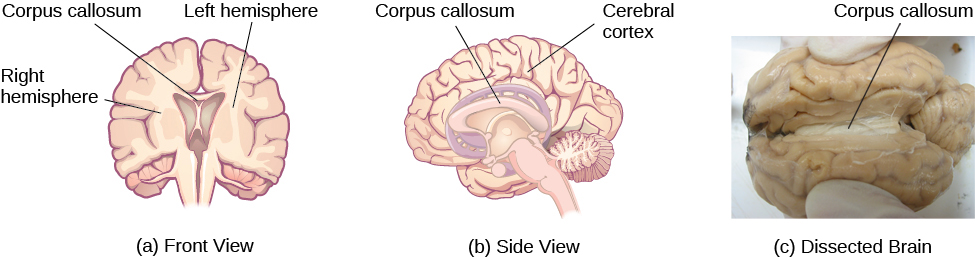 Corpus callosum
Left hemisphere
Right
hemisphere
(a) Front View
Corpus callosum
Cerebral
cortex
(b) Side View
Corpus callosum
(c) Dissected Brain